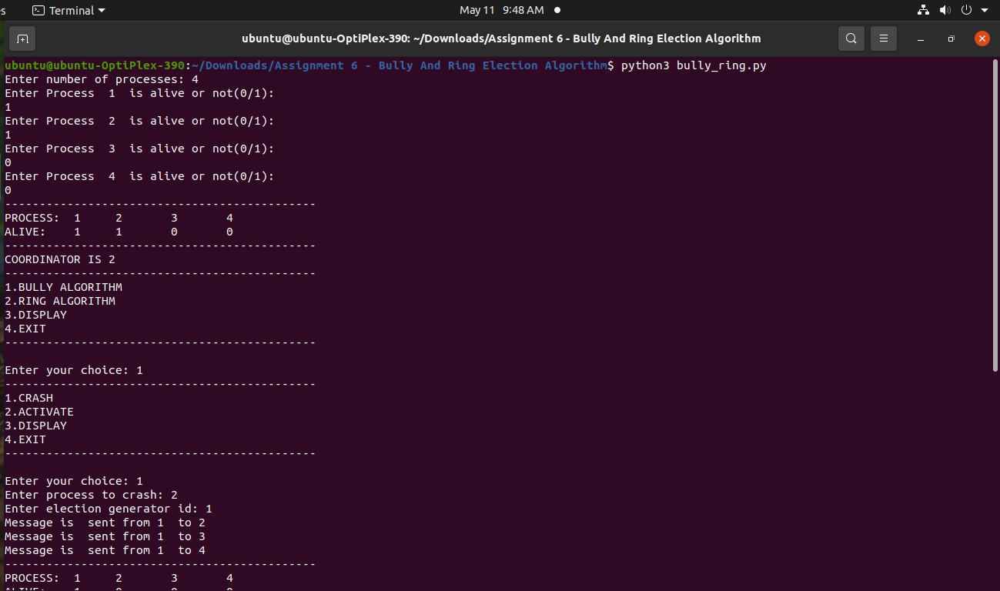 s Terminal May 11 9:48 AM
ubuntu@ubuntu-OptiPlex-390: ~/Downloads/Assignment 6 - Bully And Ring Election Algorithm
ubuntu@ubuntu-OptiPlex-390:~/Downloads/Assignment 6 - Bully And Ring Election Algorithm$ python3 bully_ring.py
Enter number of processes: 4
Enter Process  1  is alive or not(0/1):
1
Enter Process  2  is alive or not(0/1):
1
Enter Process  3  is alive or not(0/1):
0
Enter Process  4  is alive or not(0/1):
0
---------------------------------------------
PROCESS:  1     2       3       4
ALIVE:    1     1       0       0
---------------------------------------------
COORDINATOR IS 2
---------------------------------------------
1.BULLY ALGORITHM
2.RING ALGORITHM
3.DISPLAY
4.EXIT
---------------------------------------------
Enter your choice: 1
---------------------------------------------
1.CRASH
2.ACTIVATE
3.DISPLAY
4.EXIT
---------------------------------------------
Enter your choice: 1
Enter process to crash: 2
Enter election generator id: 1
Message is  sent from 1  to 2
Message is  sent from 1  to 3
Message is  sent from 1  to 4
---------------------------------------------
PROCESS:  1     2       3       4
ALIVE:    1     0       0       0